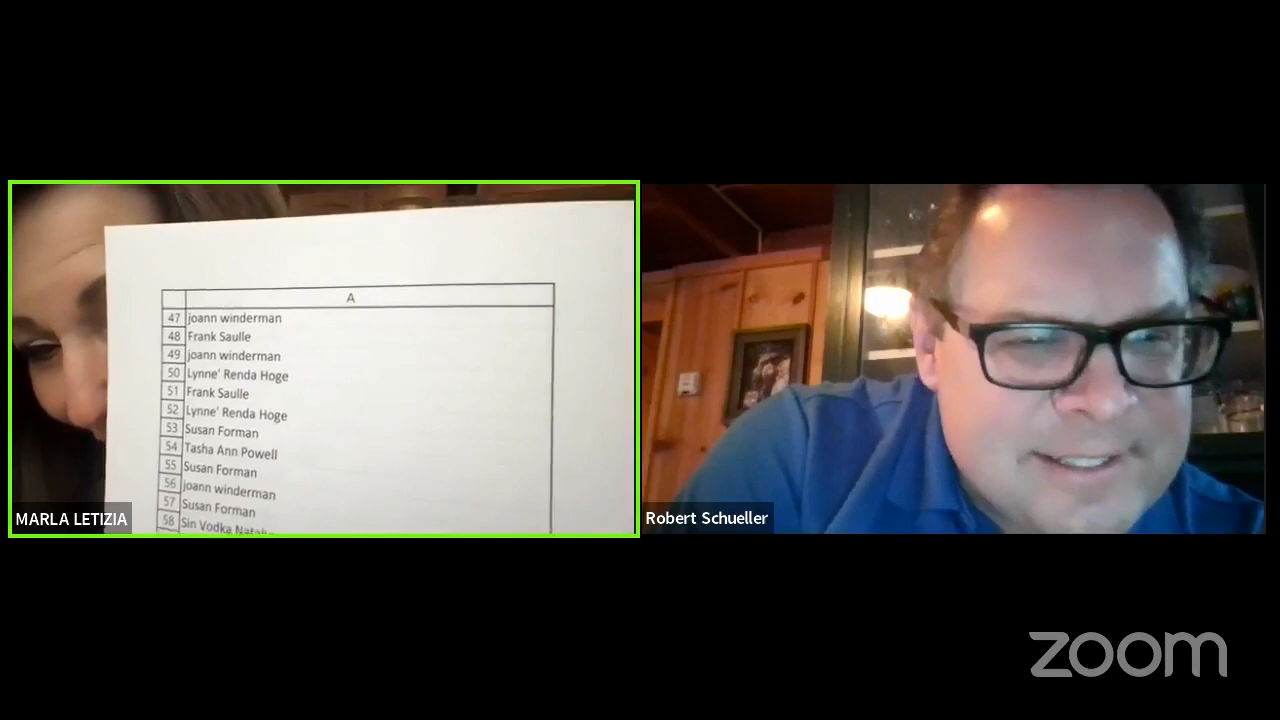 A
47 joann winderman
48 Frank Saulle
49 joann winderman
50 Lynne' Renda Hoge
51 Frank Saulle
52 Lynne' Renda Hoge
53 Susan Forman
54 Tasha Ann Powell
55 Susan Forman
56 joann winderman
57 Susan Forman
58 Sin Vodka
MARLA LETIZIA
Robert Schueller
zoom